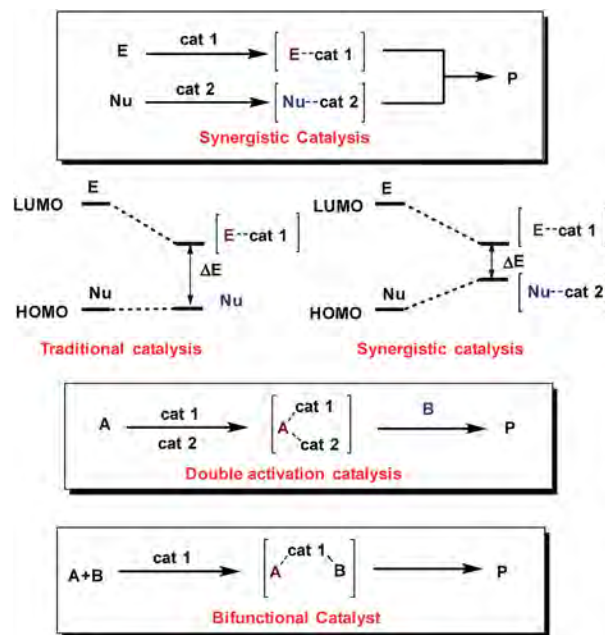 E cat 1 [ E--cat 1 ]
P
Nu cat 2 [ Nu--cat 2 ]
Synergistic Catalysis
E
LUMO
[ E--cat 1 ]
ΔE
Nu Nu
HOMO
Traditional catalysis
E
LUMO
[ E--cat 1 ]
ΔE
Nu
[ Nu--cat 2 ]
HOMO
Synergistic catalysis
cat 1 cat 1 B
A [ A ] P
cat 2 cat 2
Double activation catalysis
cat 1 cat 1
A+B [ A B ] P
Bifunctional Catalyst